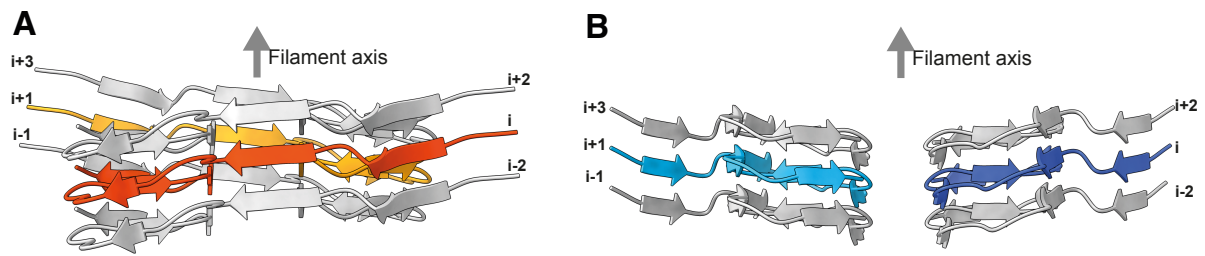 A
Filament axis
i+3
i+2
i+1
i
i-1
i-2
B
Filament axis
i+3
i+2
i+1
i
i-1
i-2